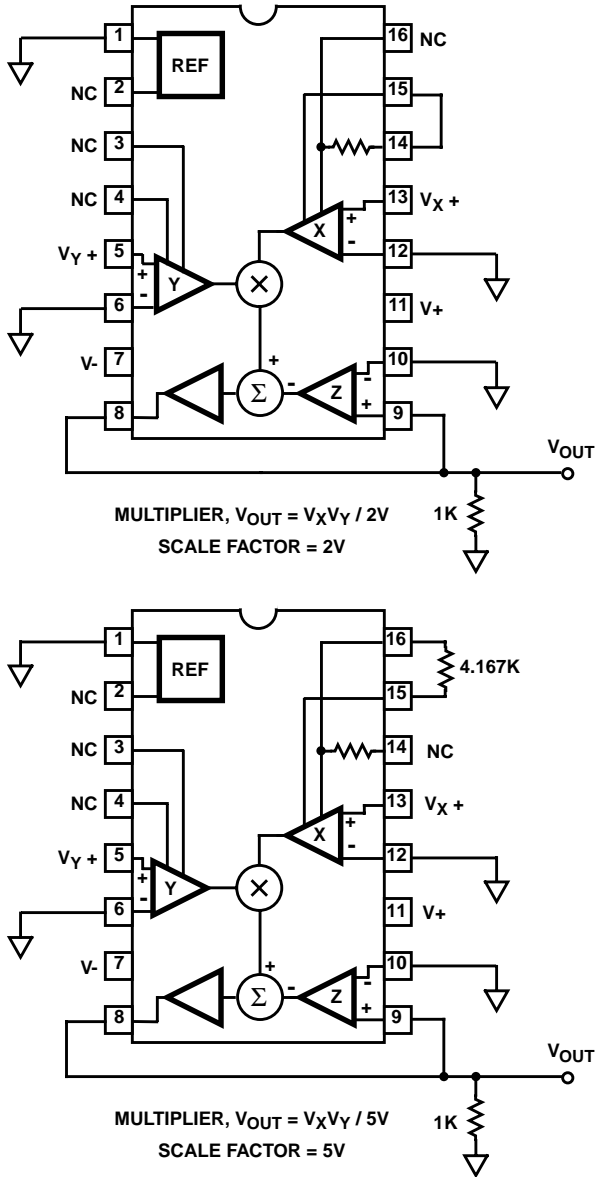 1
REF
16 NC
NC 2
15
NC 3
14
NC 4
13 VX +
X + -
12
VY + 5
+ - Y
×
6
11 V+
V- 7
10
+ Σ - Z - +
8
9
VOUT
1K
MULTIPLIER, VOUT = VXVY / 2V
SCALE FACTOR = 2V
1
REF
16
4.167K
NC 2
15
NC 3
14 NC
NC 4
13 VX +
X + -
12
VY + 5
+ - Y
×
6
11 V+
V- 7
10
+ Σ - Z - +
8
9
VOUT
1K
MULTIPLIER, VOUT = VXVY / 5V
SCALE FACTOR = 5V